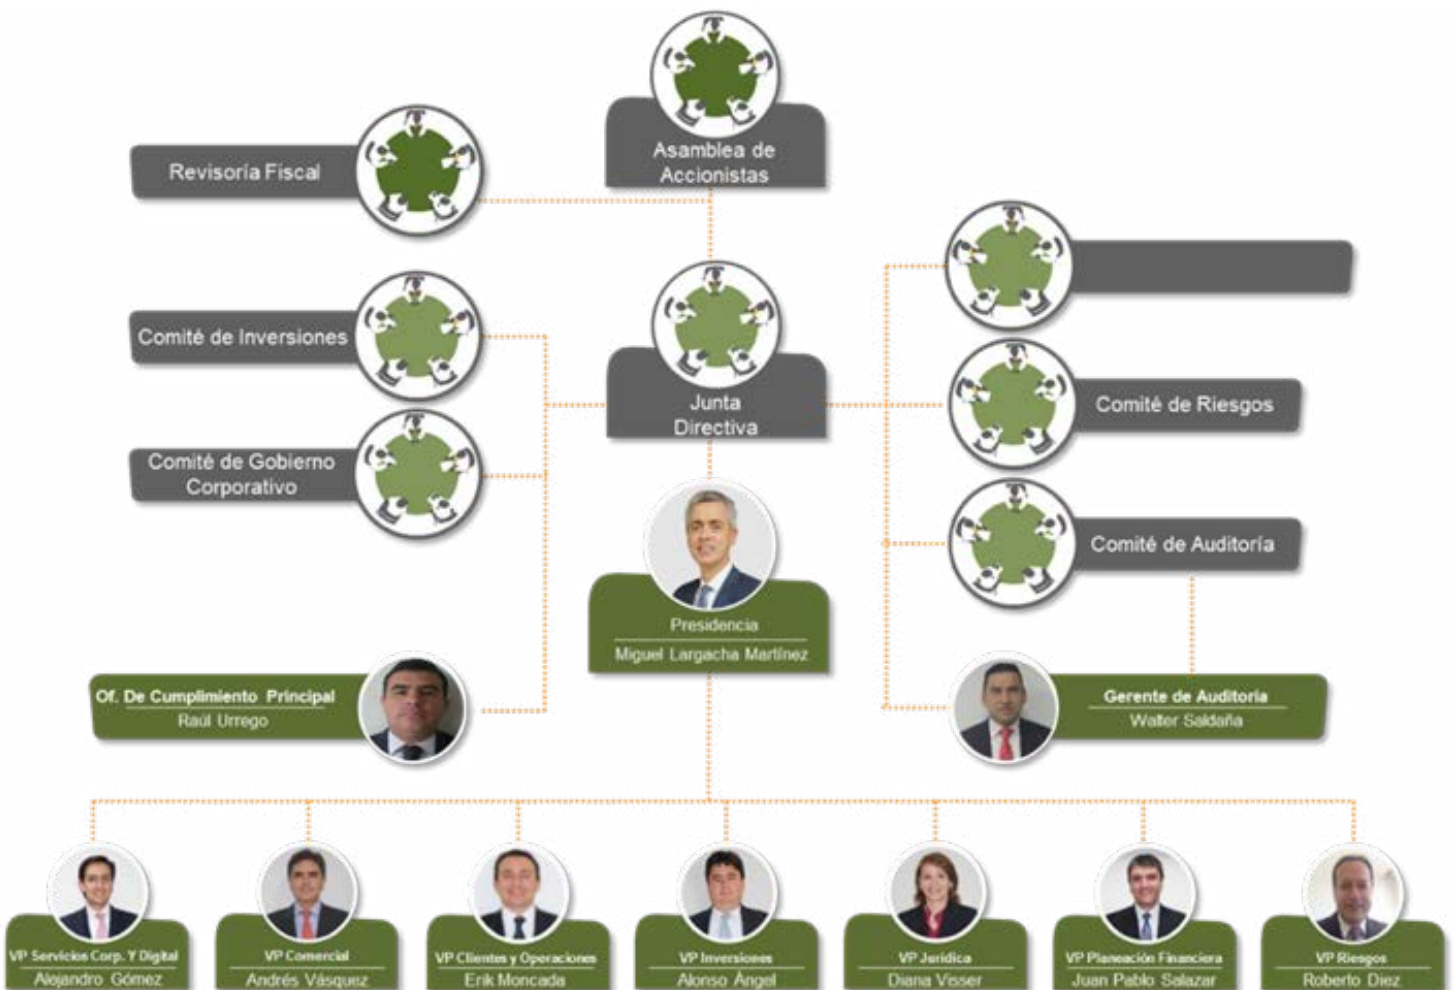 Asamblea de
Accionistas
Revisoría Fiscal
Comité de Inversiones
Junta
Directiva
Comité de Riesgos
Comité de Gobierno
Corporativo
Comité de Auditoría
Presidencia
Miguel Largacha Martínez
Of. De Cumplimiento Principal
Raúl Urrego
Gerente de Auditoria
Walter Saldaña
VP Servicios Corp. Y Digital
Alejandro Gómez
VP Comercial
Andrés Vásquez
VP Clientes y Operaciones
Erik Moncada
VP Inversiones
Alonso Ángel
VP Jurídica
Diana Visser
VP Planeación Financiera
Juan Pablo Salazar
VP Riesgos
Roberto Diez